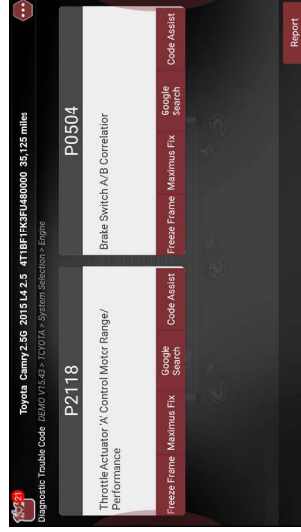 21
Toyota Camry 2.5G 2015 L4 2.5 4T1BF1FK3FU480000 35,125 miles
Diagnostic Trouble Code DEMO V15.43 > TOYOTA > System Selection > Engine
P2118
Throttle Actuator 'A' Control Motor Range/
Performance
Freeze Frame Maximus Fix Google Search Code Assist
P0504
Brake Switch A/B Correlation
Freeze Frame Maximus Fix Google Search Code Assist
Report